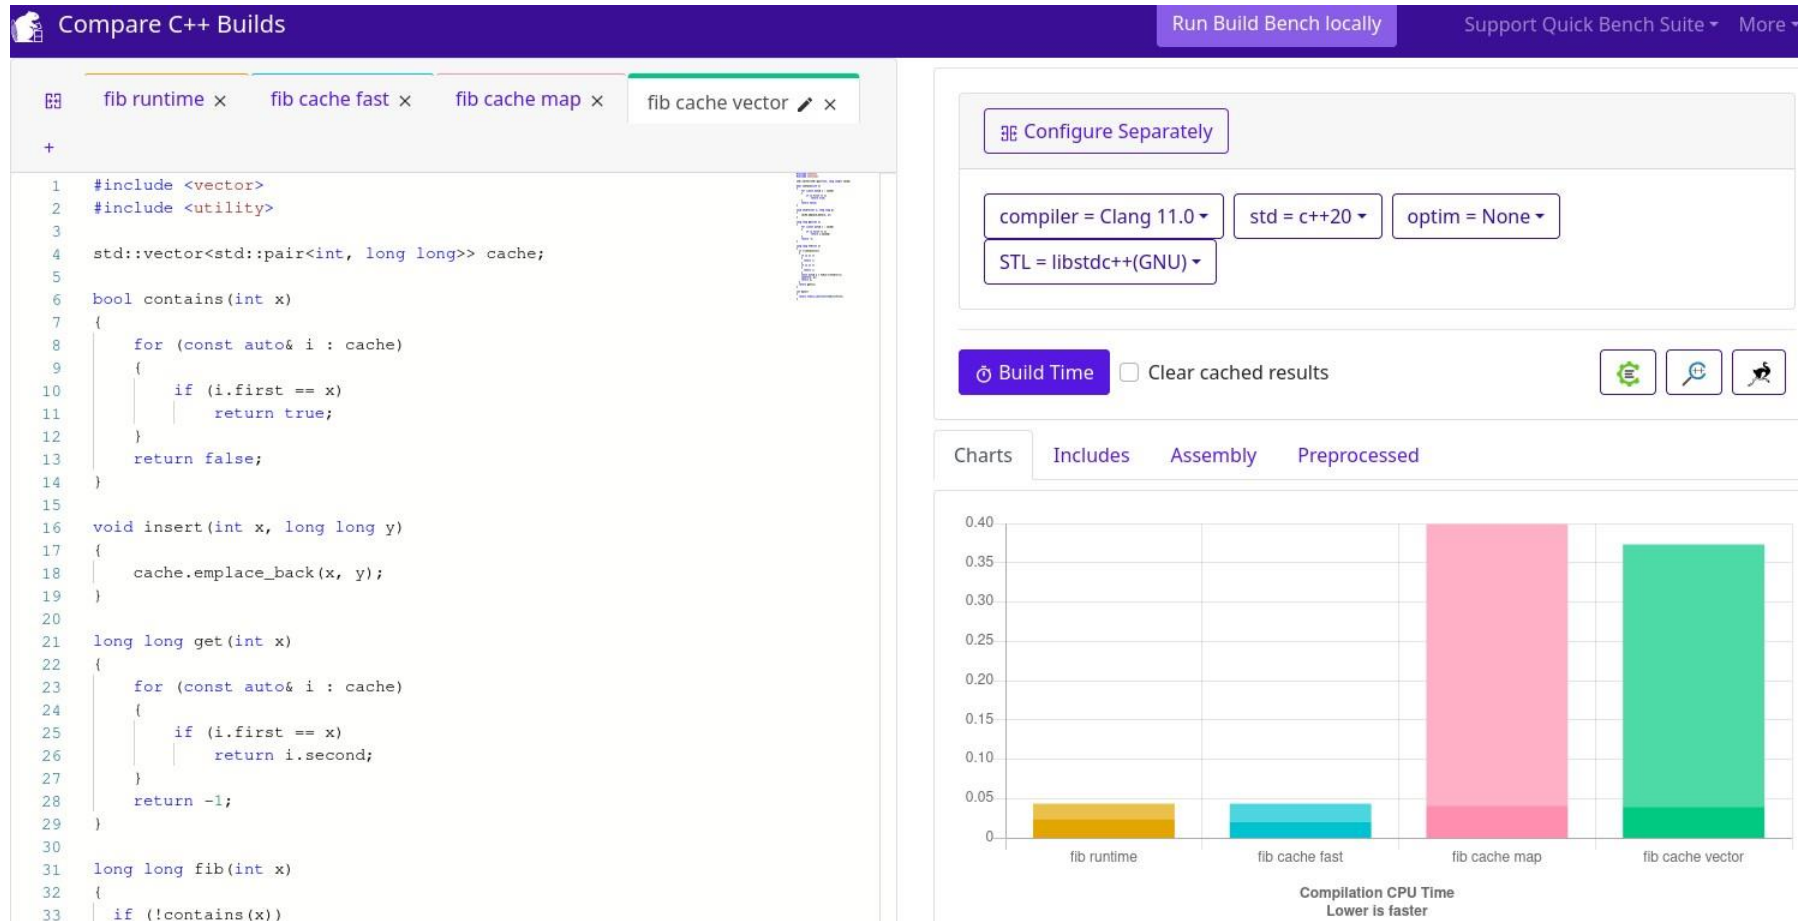 Compare C++ Builds
Run Build Bench locally
Support Quick Bench Suite
More
fib runtime
fib cache fast
fib cache map
fib cache vector
+
1 #include <vector>
2 #include <utility>
3
4 std::vector<std::pair<int, long long>> cache;
5
6 bool contains(int x)
7 {
8 for (const auto& i : cache)
9 {
10 if (i.first == x)
11 return true;
12 }
13 return false;
14 }
15
16 void insert(int x, long long y)
17 {
18 cache.emplace_back(x, y);
19 }
20
21 long long get(int x)
22 {
23 for (const auto& i : cache)
24 {
25 if (i.first == x)
26 return i.second;
27 }
28 return -1;
29 }
30
31 long long fib(int x)
32 {
33 if (!contains(x))
Configure Separately
compiler = Clang 11.0
std = c++20
optim = None
STL = libstdc++(GNU)
Build Time
Clear cached results
Charts
Includes
Assembly
Preprocessed
0.40
0.35
0.30
0.25
0.20
0.15
0.10
0.05
0
fib runtime
fib cache fast
fib cache map
fib cache vector
Compilation CPU Time
Lower is faster